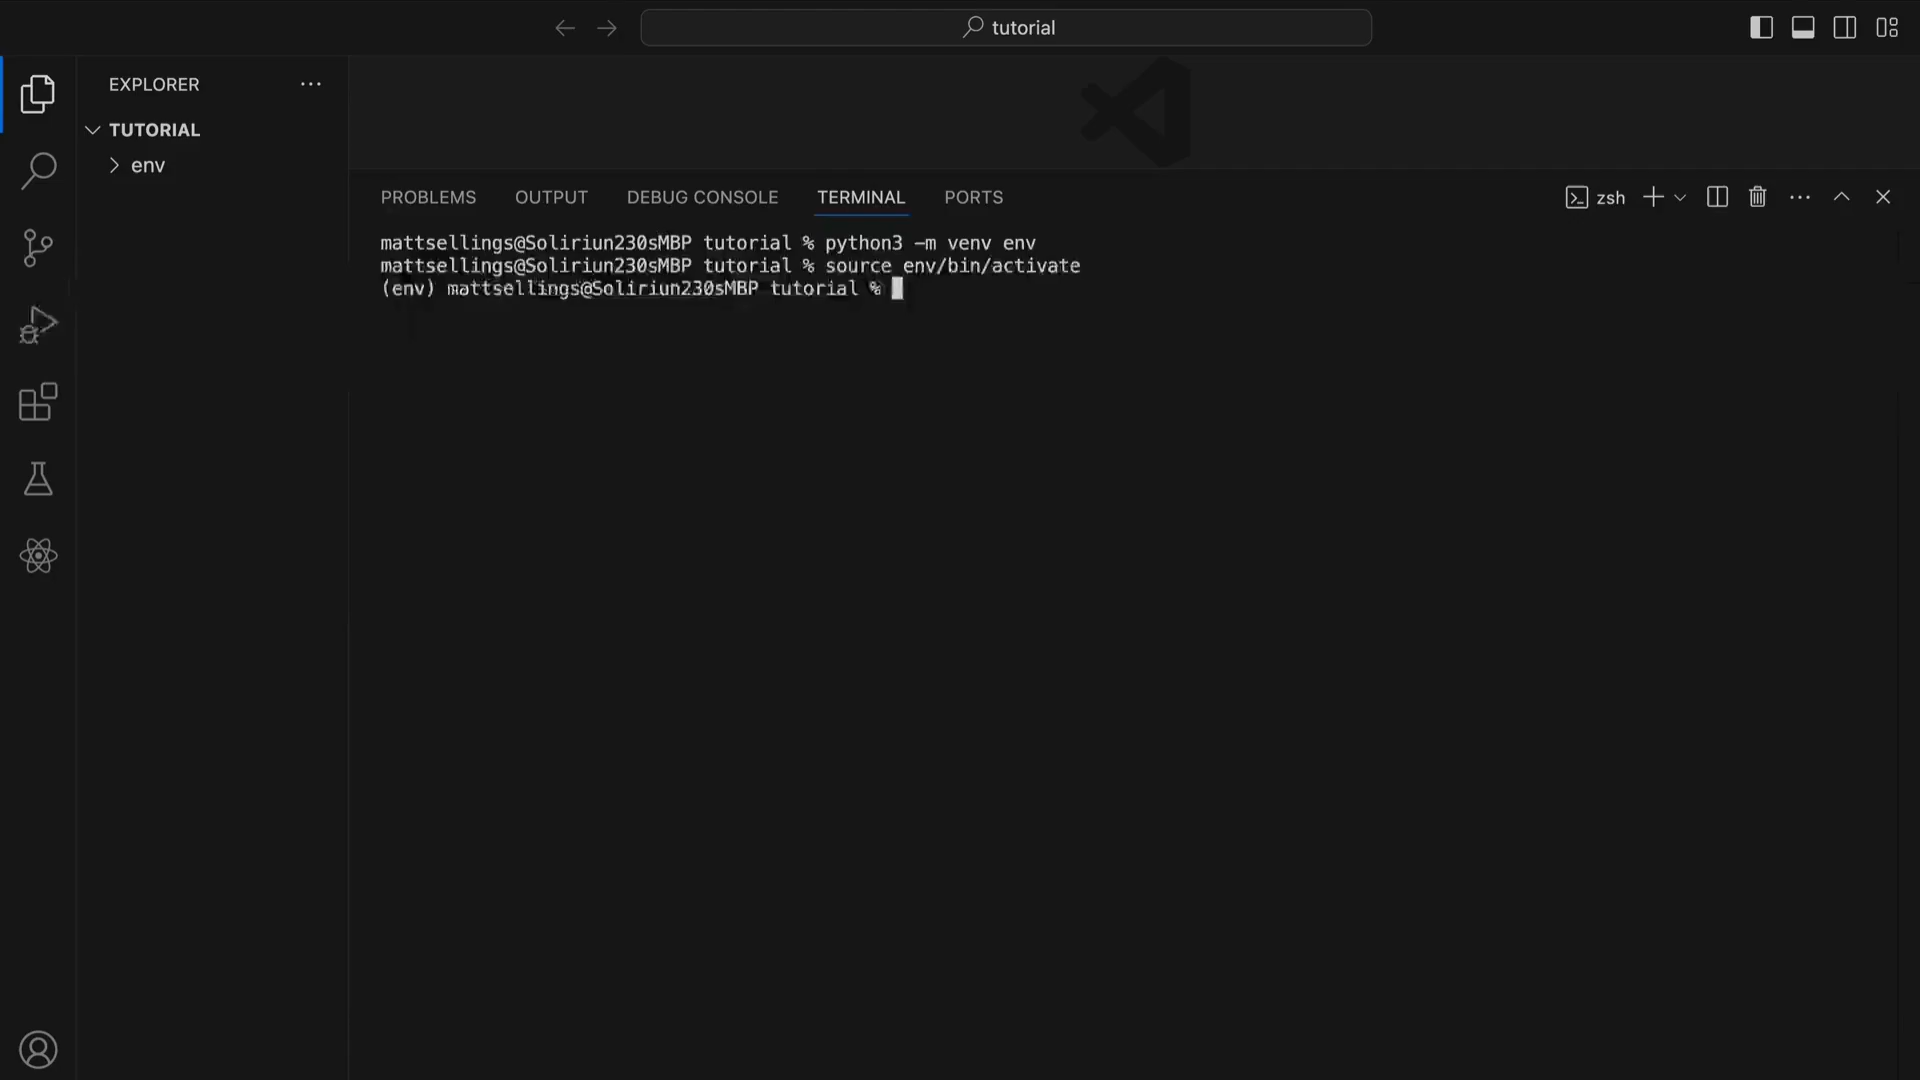 tutorial
EXPLORER
TUTORIAL
env
PROBLEMS OUTPUT DEBUG CONSOLE TERMINAL PORTS zsh
mattsellings@Soliriun230sMBP tutorial % python3 -m venv env
mattsellings@Soliriun230sMBP tutorial % source env/bin/activate
(env) mattsellings@Soliriun230sMBP tutorial %